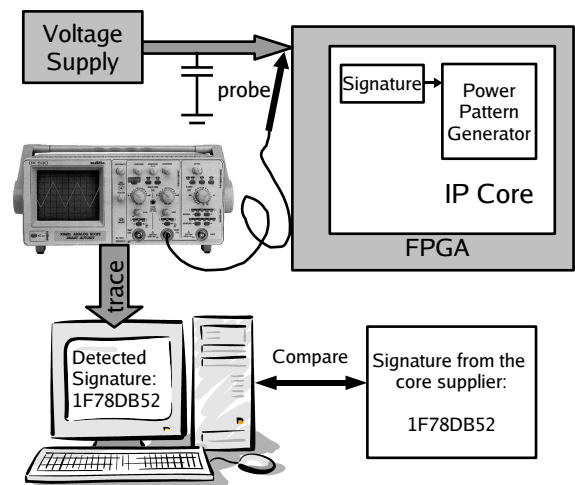 Voltage
Supply
probe
Signature
Power
Pattern
Generator
IP Core
FPGA
trace
Detected
Signature:
1F78DB52
Compare
Signature from the
core supplier:
1F78DB52